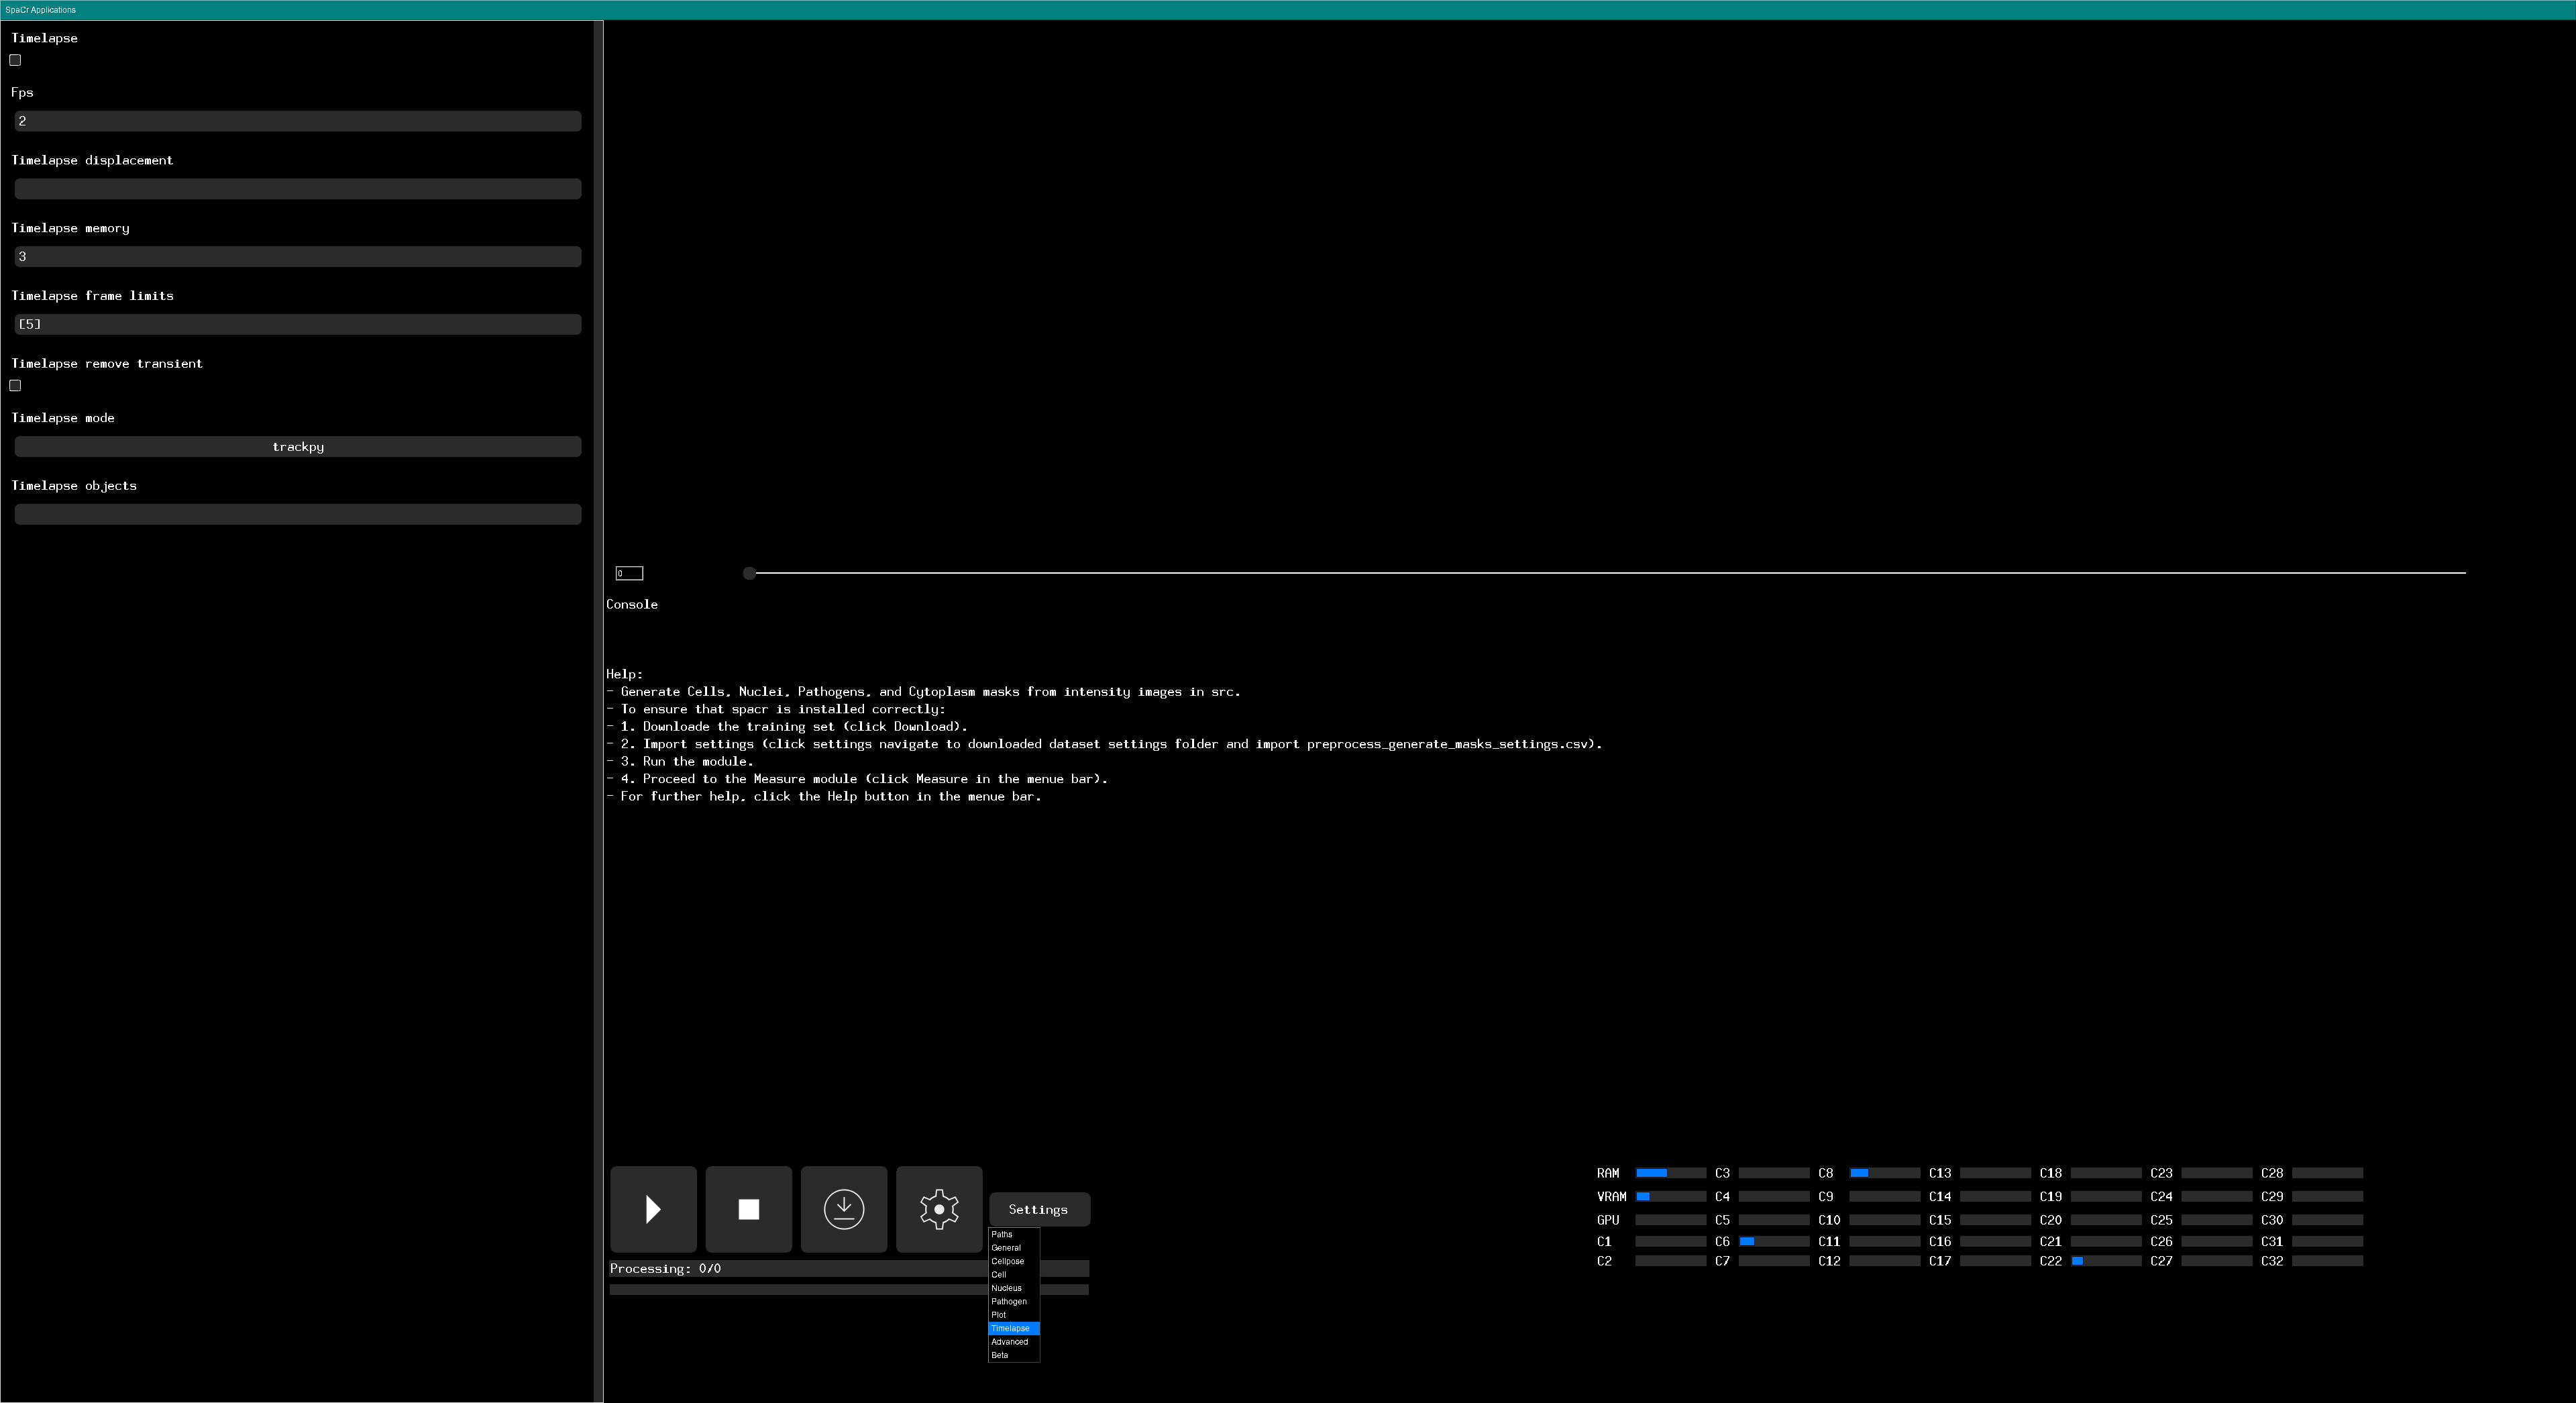 SpaCr Applications
Timelapse
Fps
2
Timelapse displacement
Timelapse memory
3
Timelapse frame limits
[5]
Timelapse remove transient
Timelapse mode
trackpy
Timelapse objects
0
Console
Help:
- Generate Cells, Nuclei, Pathogens, and Cytoplasm masks from intensity images in src.
- To ensure that spacr is installed correctly:
- 1. Downloade the training set (click Download).
- 2. Import settings (click settings navigate to downloaded dataset settings folder and import preprocess_generate_masks_settings.csv).
- 3. Run the module.
- 4. Proceed to the Measure module (click Measure in the menue bar).
- For further help, click the Help button in the menue bar.
Settings
Paths
General
Cellpose
Cell
Nucleus
Pathogen
Plot
Timelapse
Advanced
Beta
Processing: 0/0
RAM C3 C8 C13 C18 C23 C28
VRAM C4 C9 C14 C19 C24 C29
GPU C5 C10 C15 C20 C25 C30
C1 C6 C11 C16 C21 C26 C31
C2 C7 C12 C17 C22 C27 C32